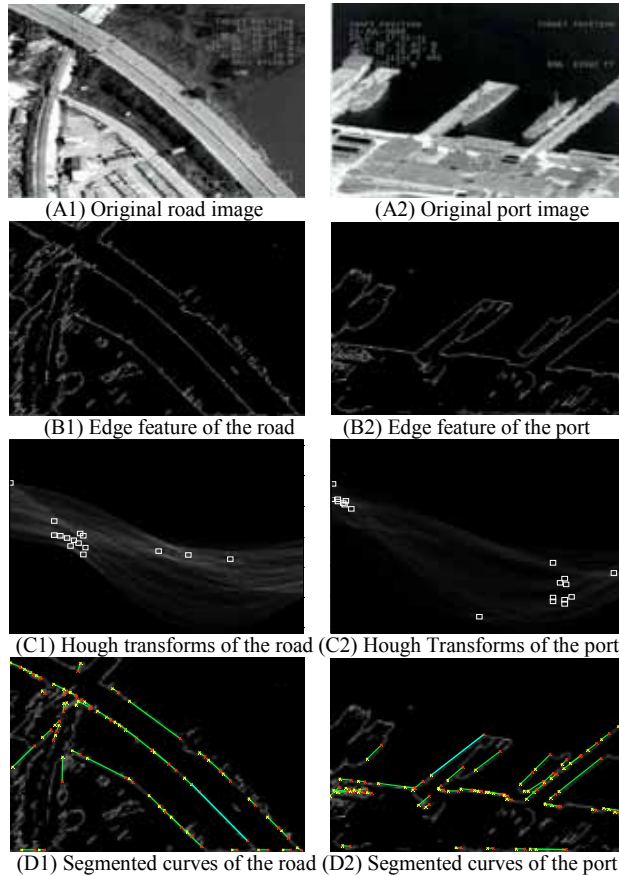 TARGET POSITION
(A1) Original road image
(A2) Original port image
(B1) Edge feature of the road
(B2) Edge feature of the port
(C1) Hough transforms of the road
(C2) Hough Transforms of the port
(D1) Segmented curves of the road
(D2) Segmented curves of the port